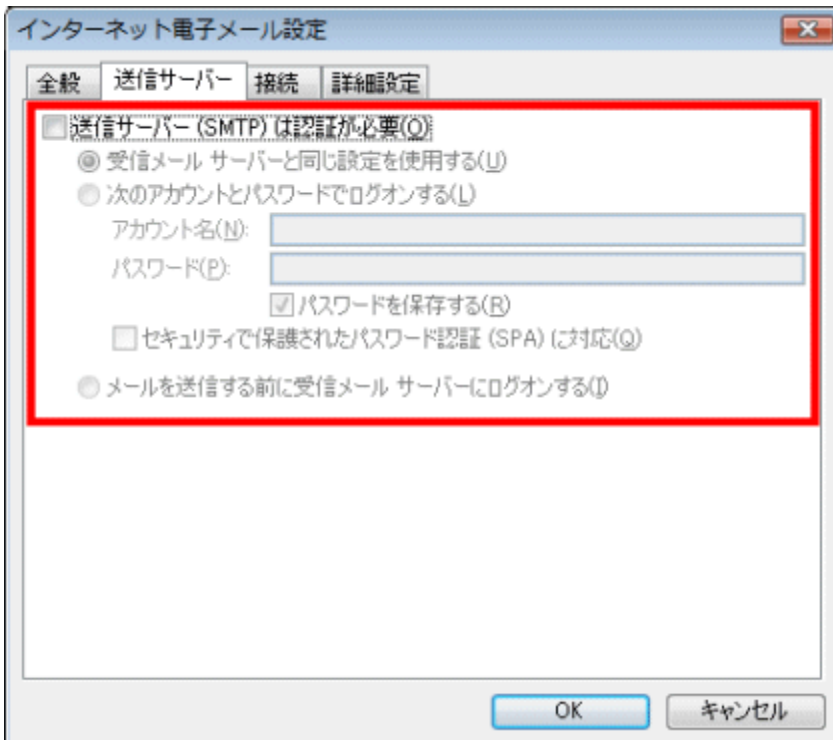 インターネット電子メール設定
全般 送信サーバー 接続 詳細設定
送信サーバー (SMTP) は認証が必要(O)
受信メール サーバーと同じ設定を使用する(U)
次のアカウントとパスワードでログオンする(L)
アカウント名(N):
パスワード(P):
パスワードを保存する(R)
セキュリティで保護されたパスワード認証 (SPA) に対応(Q)
メールを送信する前に受信メール サーバーにログオンする(I)
OK キャンセル